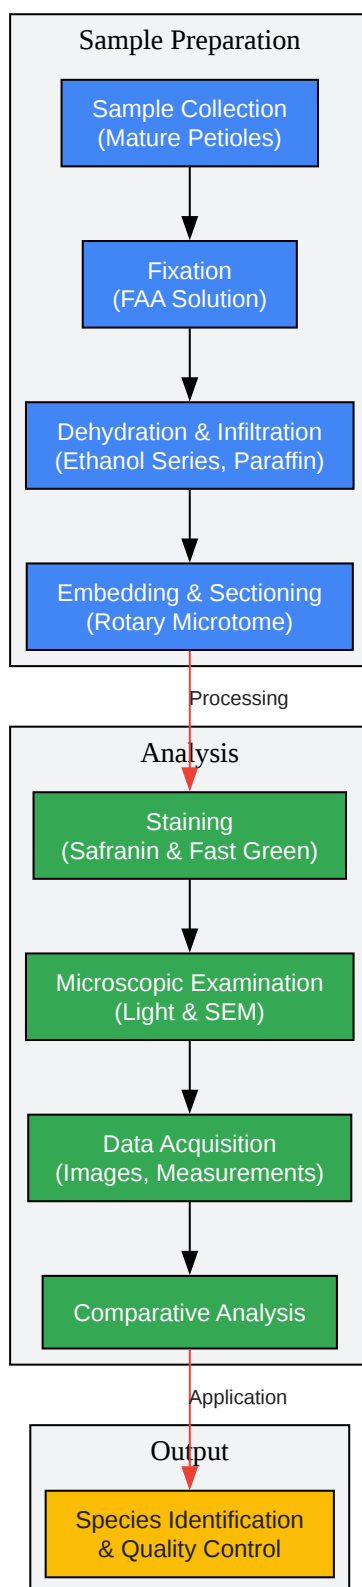 Sample Preparation
Sample Collection
(Mature Petioles)
Fixation
(FAA Solution)
Dehydration & Infiltration
(Ethanol Series, Paraffin)
Embedding & Sectioning
(Rotary Microtome)
Processing
Analysis
Staining
(Safranin & Fast Green)
Microscopic Examination
(Light & SEM)
Data Acquisition
(Images, Measurements)
Comparative Analysis
Application
Output
Species Identification
& Quality Control